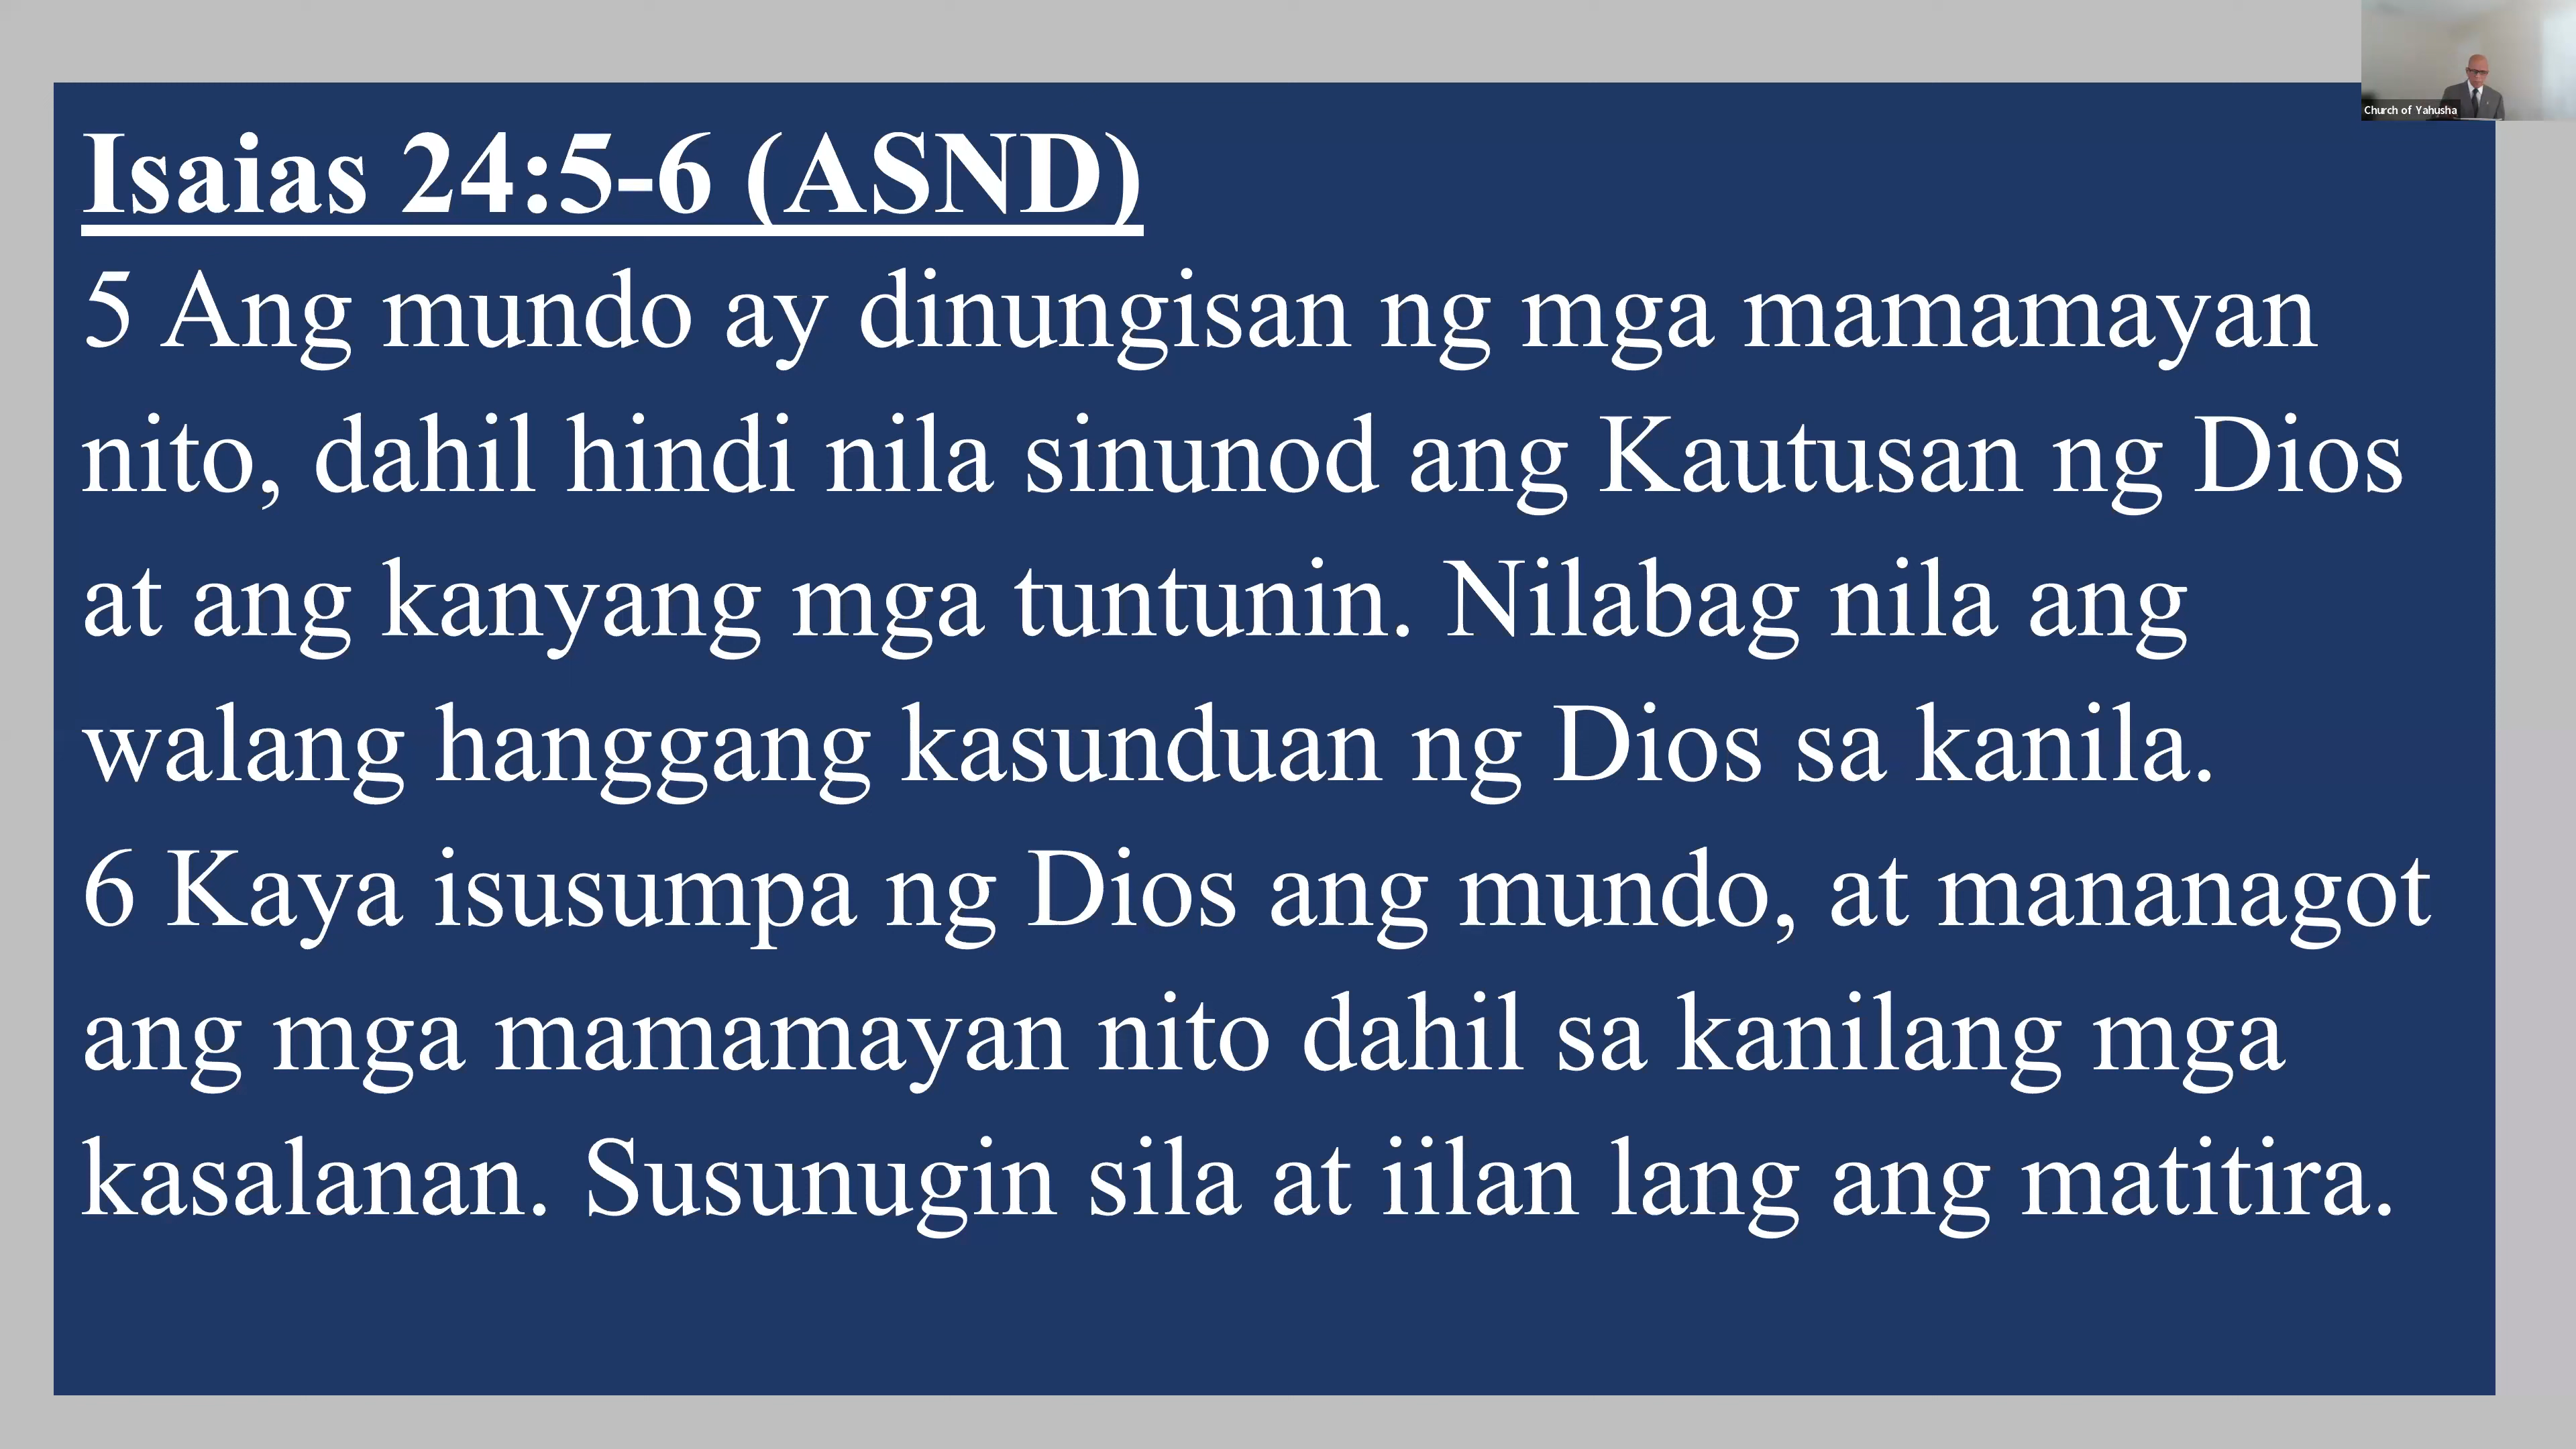 Church of Yahusha
Isaias 24:5-6 (ASND)
5 Ang mundo ay dinungisan ng mga mamamayan
nito, dahil hindi nila sinunod ang Kautusan ng Dios
at ang kanyang mga tuntunin. Nilabag nila ang
walang hanggang kasunduan ng Dios sa kanila.
6 Kaya isusumpa ng Dios ang mundo, at mananagot
ang mga mamamayan nito dahil sa kanilang mga
kasalanan. Susunugin sila at iilan lang ang matitira.